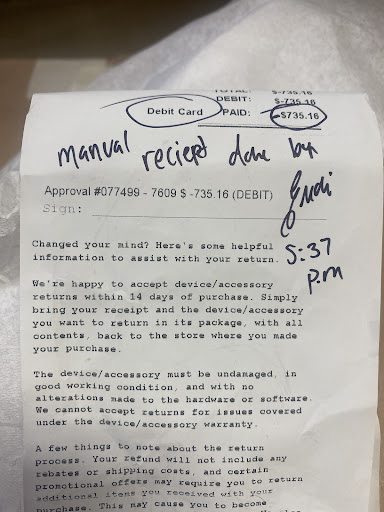 TOTAL: $-735.16
DEBIT: $-735.16
Debit Card PAID: -$735.16
manual reciept done by
Approval #077499 - 7609 $ -735.16 (DEBIT)
Sign:
5:37
p.m
Changed your mind? Here's some helpful
information to assist with your return.
We're happy to accept device/accessory
returns within 14 days of purchase. Simply
bring your receipt and the device/accessory
you want to return in its package, with all
contents, back to the store where you made
your purchase.
The device/accessory must be undamaged, in
good working condition, and with no
alterations made to the hardware or software.
We cannot accept returns for issues covered
under the device/accessory warranty.
A few things to note about the return
process. Your refund will not include any
rebates or shipping costs, and certain
promotional offers may require you to return
additional items you received with your
purchase. This may cause you to become